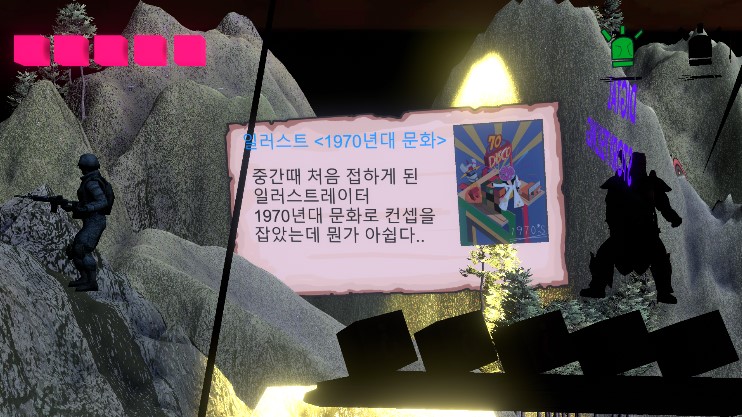 일러스트 <1970년대 문화>
중간때 처음 접하게 된
일러스트레이터
1970년대 문화로 컨셉을
잡았는데 뭔가 아쉽다..
70
DISCO
1970'S